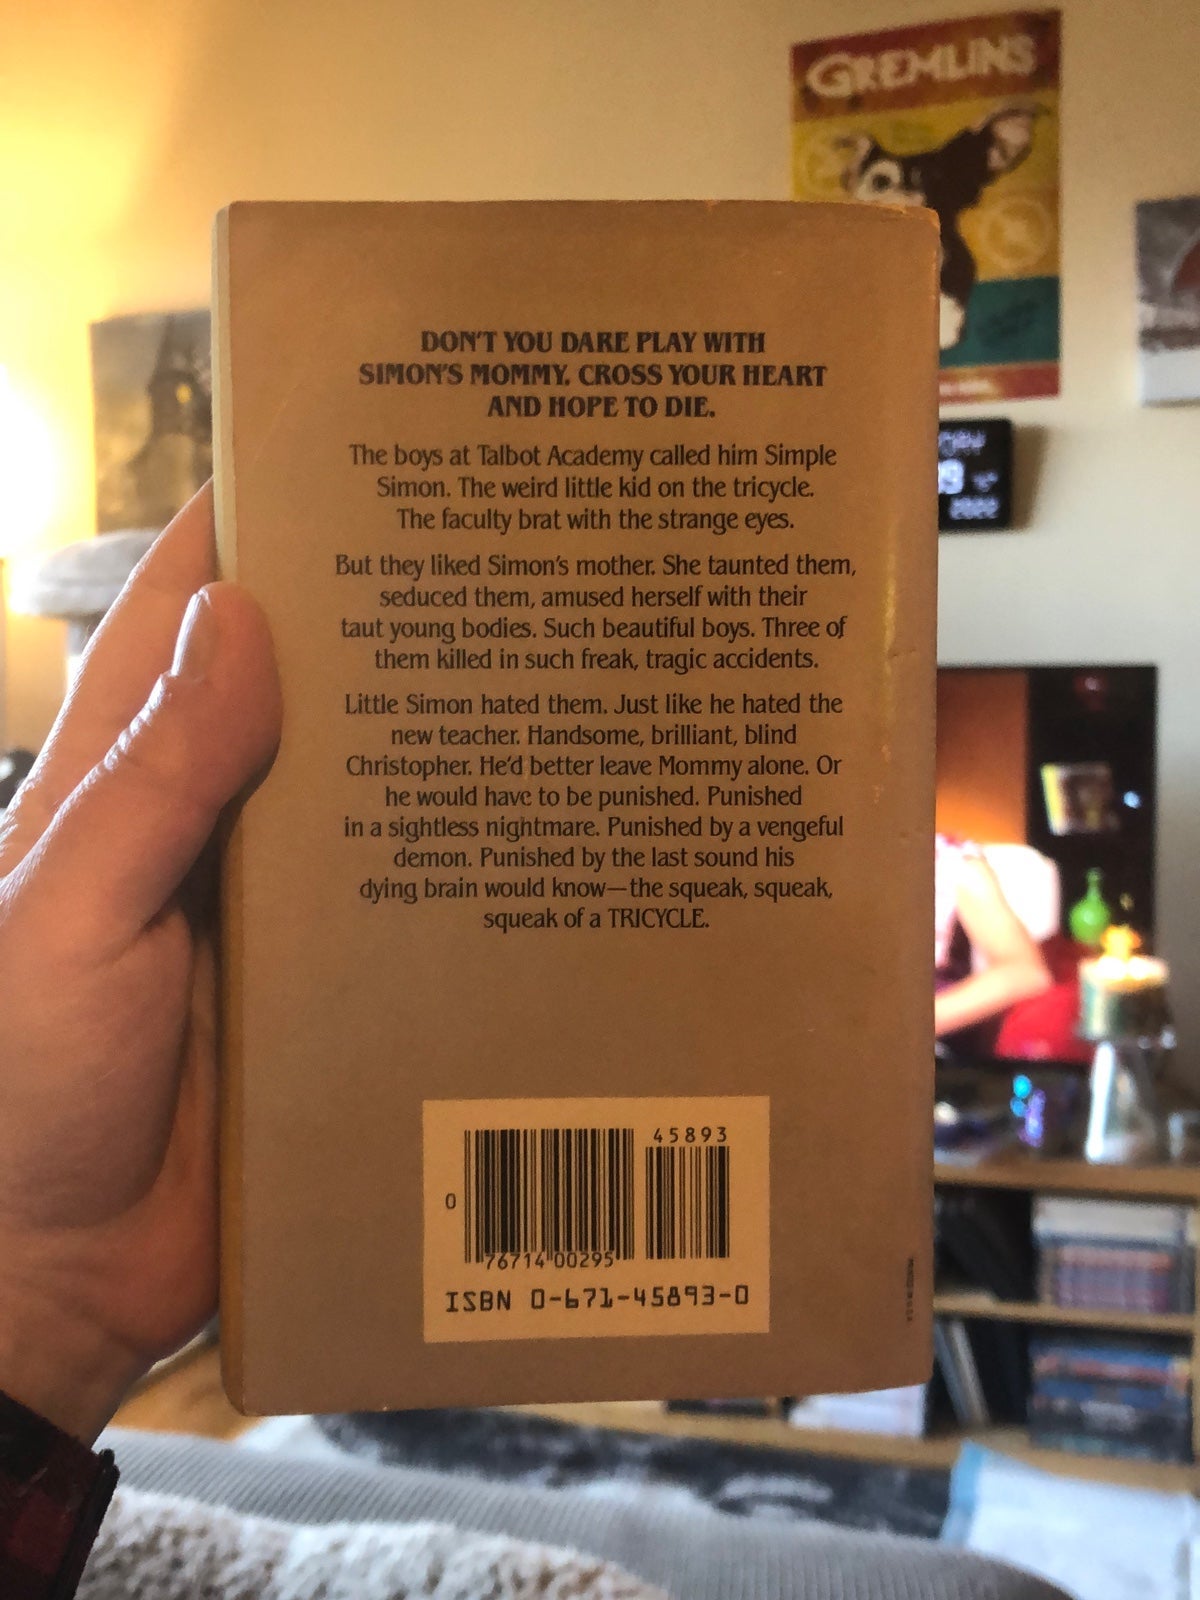 GREMLINS
DON'T YOU DARE PLAY WITH
SIMON'S MOMMY. CROSS YOUR HEART
AND HOPE TO DIE.
The boys at Talbot Academy called him Simple
Simon. The weird little kid on the tricycle.
The faculty brat with the strange eyes.
But they liked Simon's mother. She taunted them,
seduced them, amused herself with their
taut young bodies. Such beautiful boys. Three of
them killed in such freak, tragic accidents.
Little Simon hated them. Just like he hated the
new teacher. Handsome, brilliant, blind
Christopher. He'd better leave Mommy alone. Or
he would have to be punished. Punished
in a sightless nightmare. Punished by a vengeful
demon. Punished by the last sound his
dying brain would know—the squeak, squeak,
squeak of a TRICYCLE.
45893
0
76714 00295
ISBN 0-671-45893-0